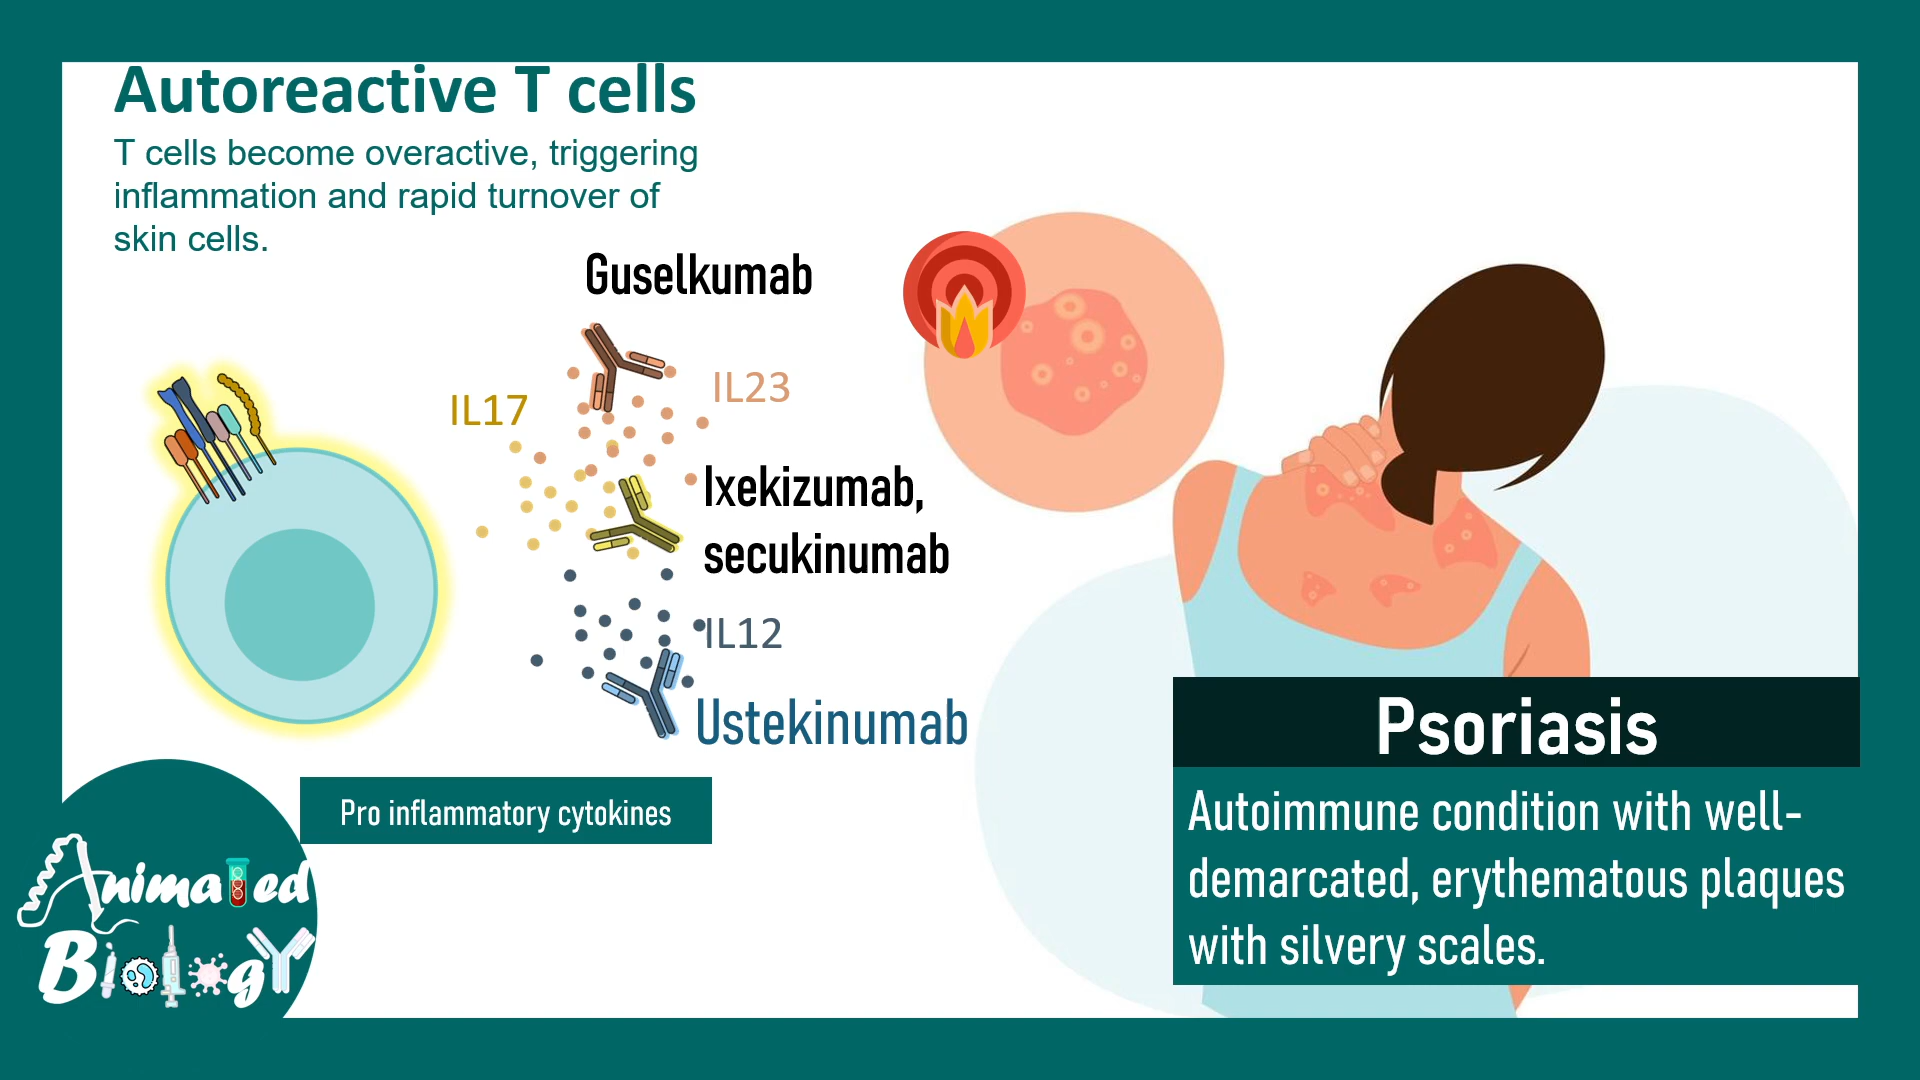 Autoreactive T cells
T cells become overactive, triggering
inflammation and rapid turnover of
skin cells.
Guselkumab
IL23
IL17
Ixekizumab,
secukinumab
IL12
Ustekinumab
Pro inflammatory cytokines
Psoriasis
Autoimmune condition with well-
demarcated, erythematous plaques
with silvery scales.
Animated
Biology